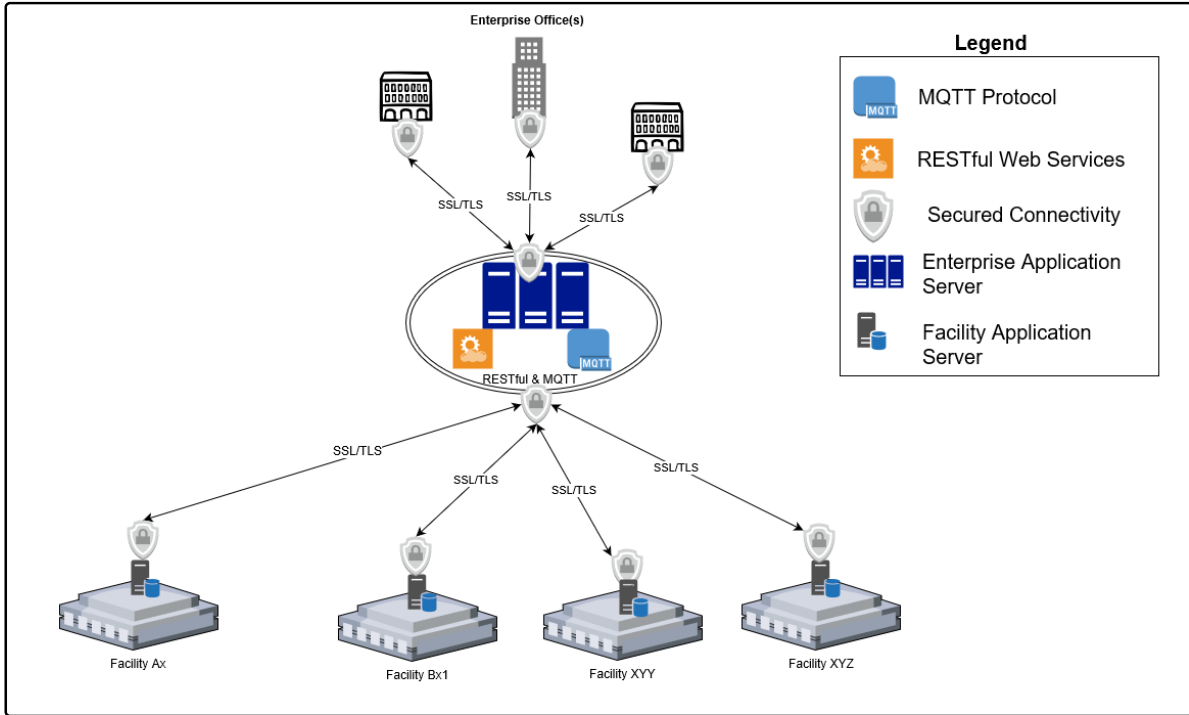 Enterprise Office(s)
Legend
MQTT Protocol
MQTT
RESTful Web Services
Secured Connectivity
Enterprise Application
Server
Facility Application
Server
SSL/TLS
SSL/TLS
SSL/TLS
MQTT
RESTful & MQTT
SSL/TLS
SSL/TLS
SSL/TLS
SSL/TLS
Facility Ax
Facility Bx1
Facility XYY
Facility XYZ